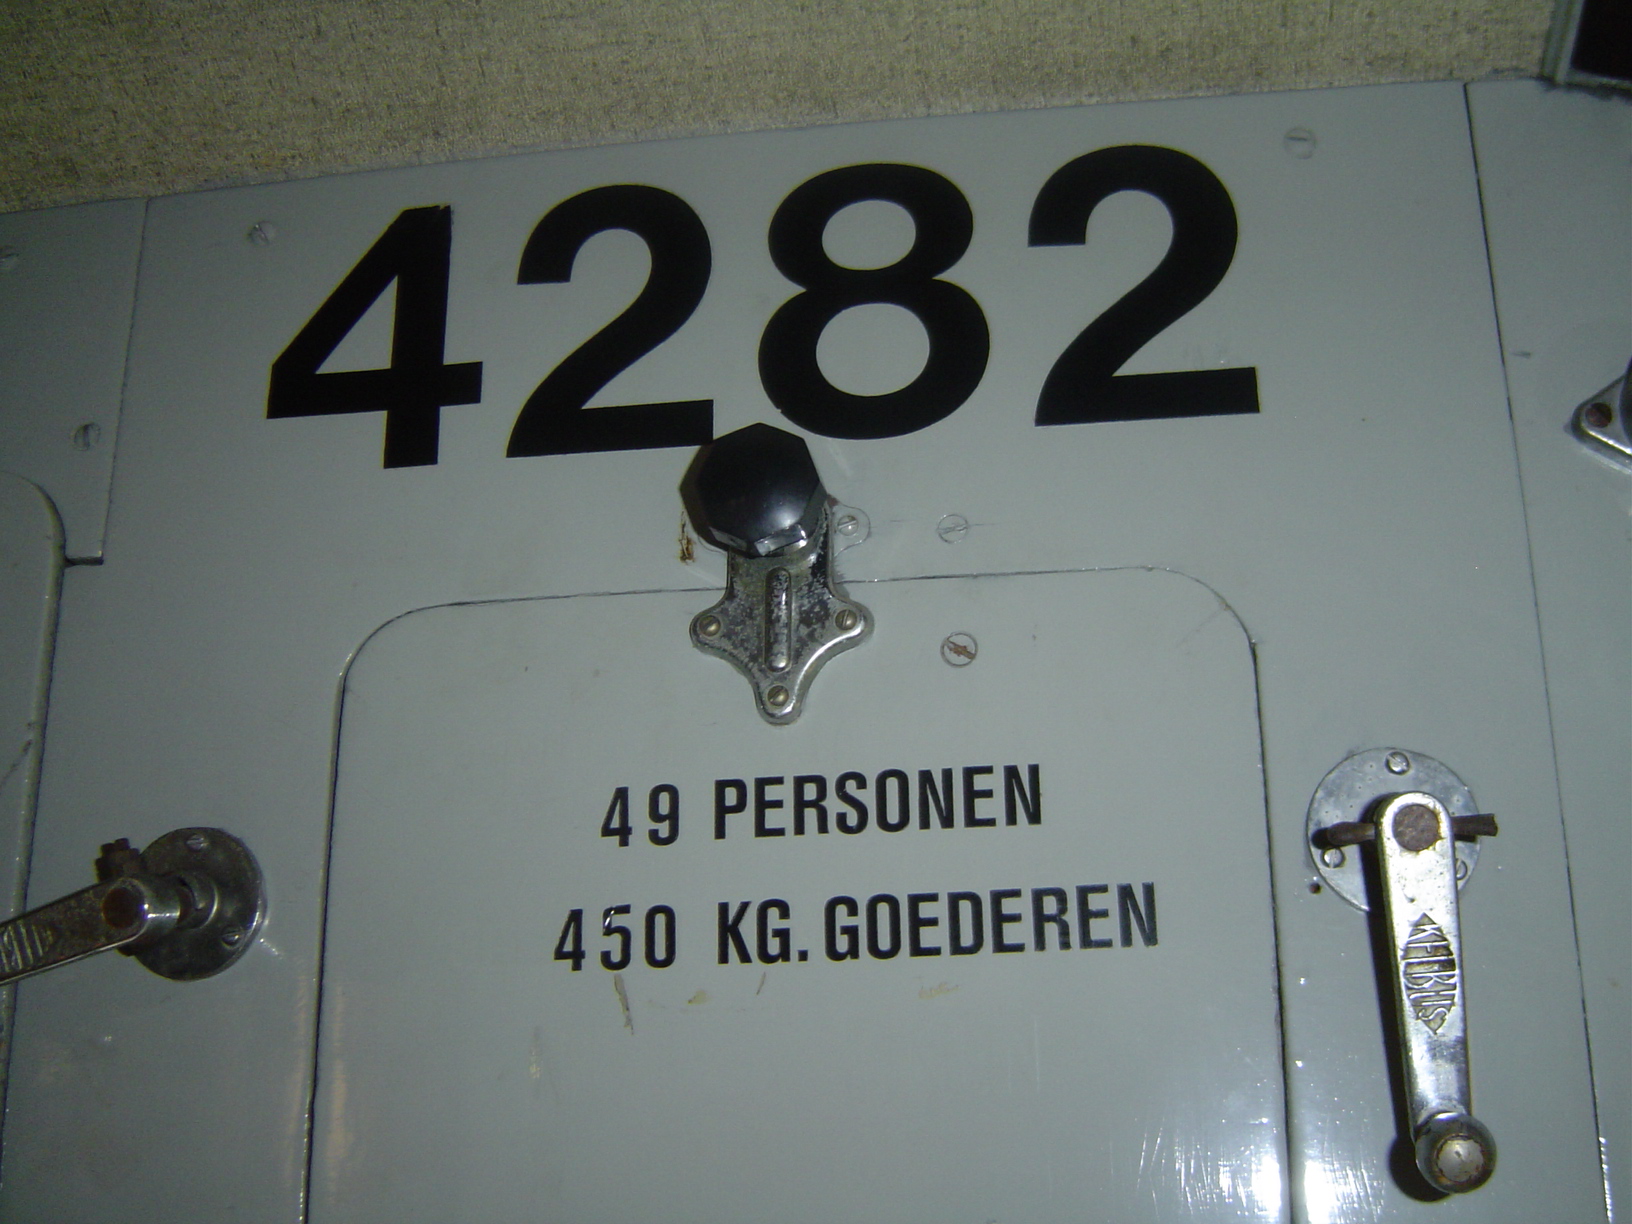 4282
49 PERSONEN
450 KG. GOEDEREN